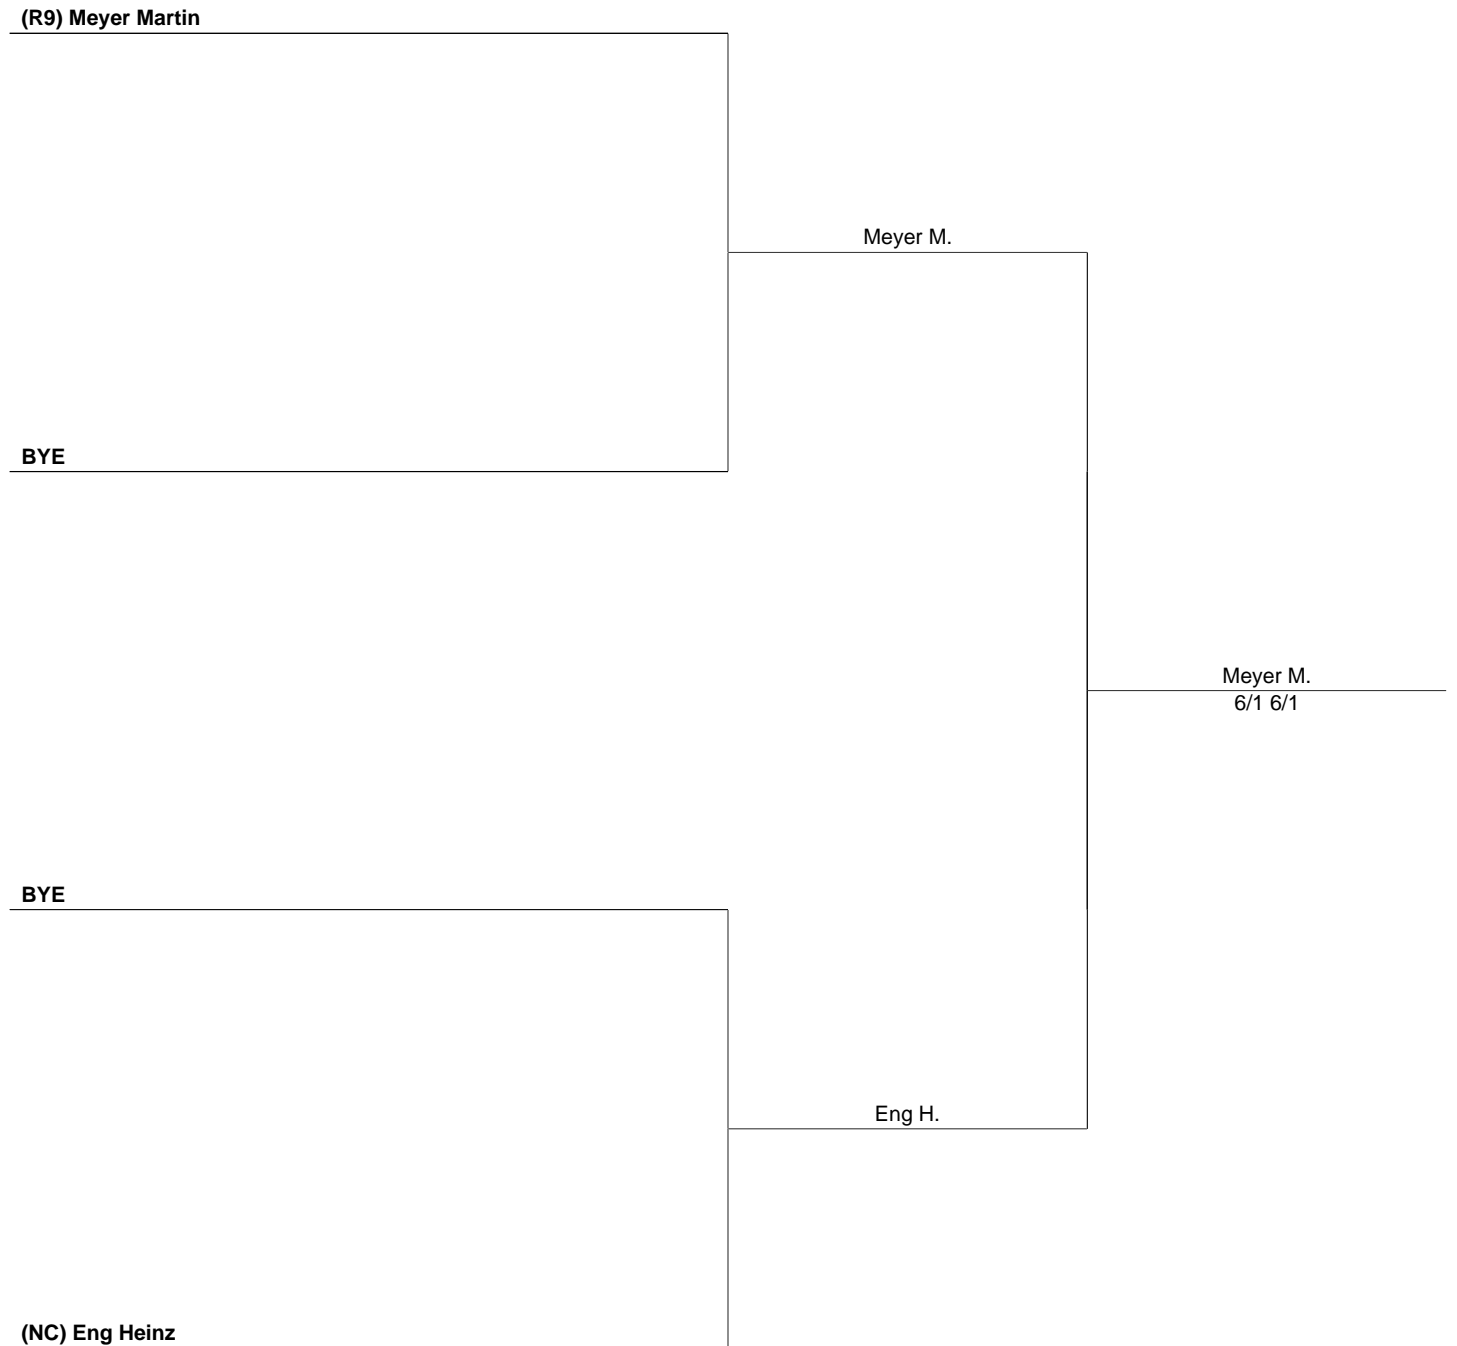 (R9) Meyer Martin
Meyer M.
BYE
Meyer M.
6/1 6/1
BYE
Eng H.
(NC) Eng Heinz